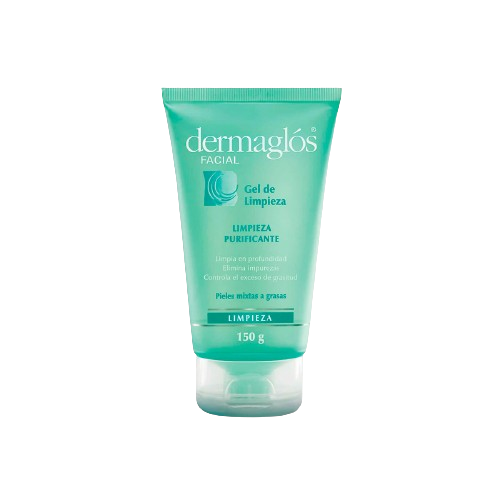 dermaglós®
FACIAL
Gel de
Limpieza
LIMPIEZA
PURIFICANTE
Limpia en profundidad
Elimina impurezas
Controla el exceso de grasitud
Pieles mixtas a grasas
LIMPIEZA
150 g